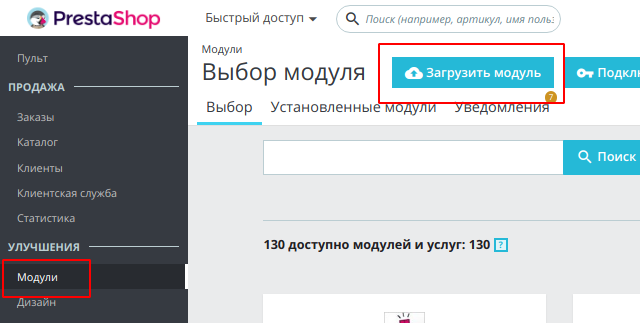 PrestaShop
Быстрый доступ
Поиск (например, артикул, имя польз
Пульт
ПРОДАЖА
Заказы
Каталог
Клиенты
Клиентская служба
Статистика
УЛУЧШЕНИЯ
Модули
Дизайн
Модули
Выбор модуля
Загрузить модуль
Подкл
Выбор
Установленные модули
Уведомления
?
Поиск
130 доступно модулей и услуг: 130 ?